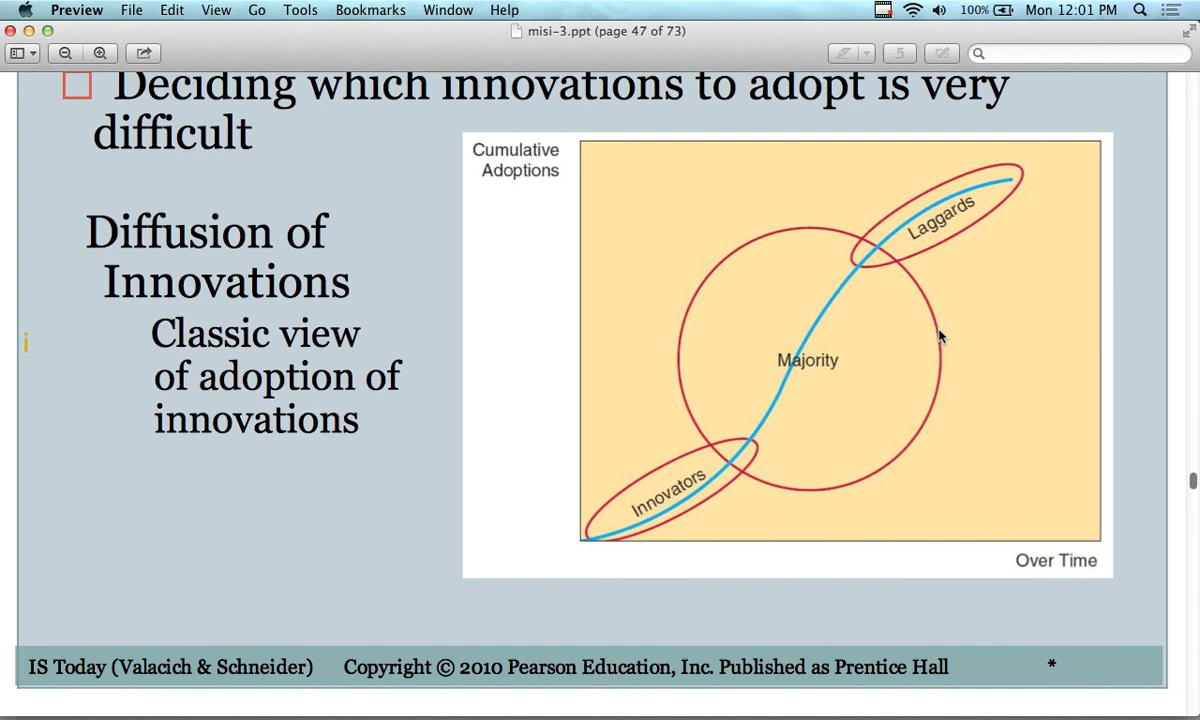 Preview File Edit View Go Tools Bookmarks Window Help 100% Mon 12:01 PM
misi-3.ppt (page 47 of 73)
Deciding which innovations to adopt is very
difficult
Cumulative
Adoptions
Diffusion of
Innovations
¡ Classic view
of adoption of
innovations
Laggards
Majority
Innovators
Over Time
IS Today (Valacich & Schneider) Copyright © 2010 Pearson Education, Inc. Published as Prentice Hall *